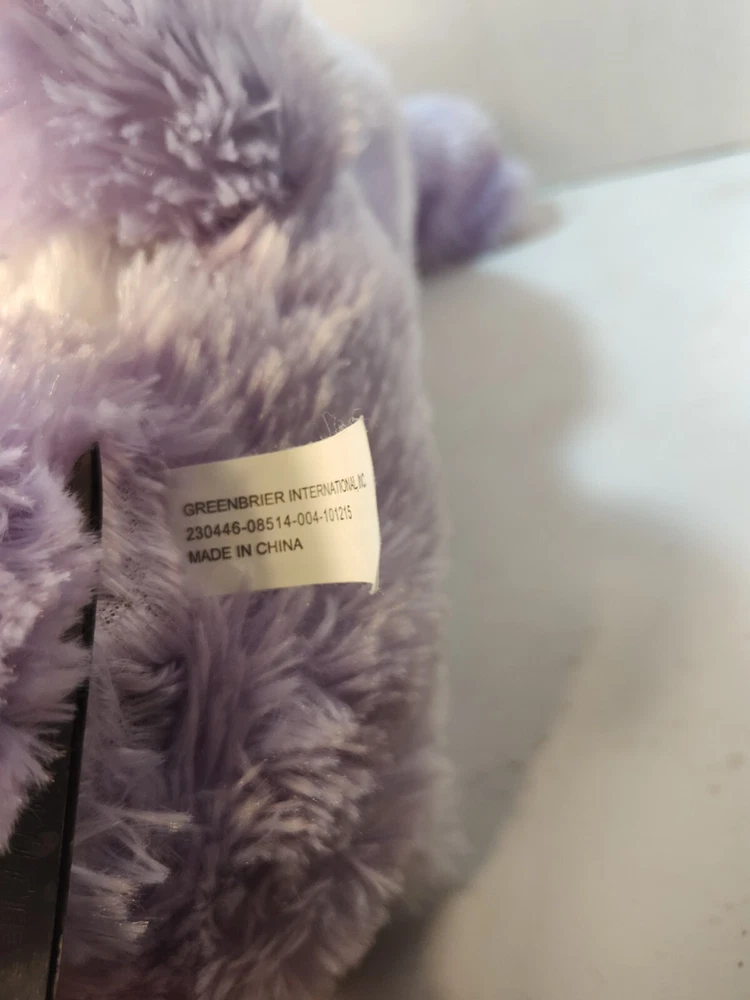 GREENBRIER INTERNATIONAL, INC.
230446-08514-004-101215
MADE IN CHINA